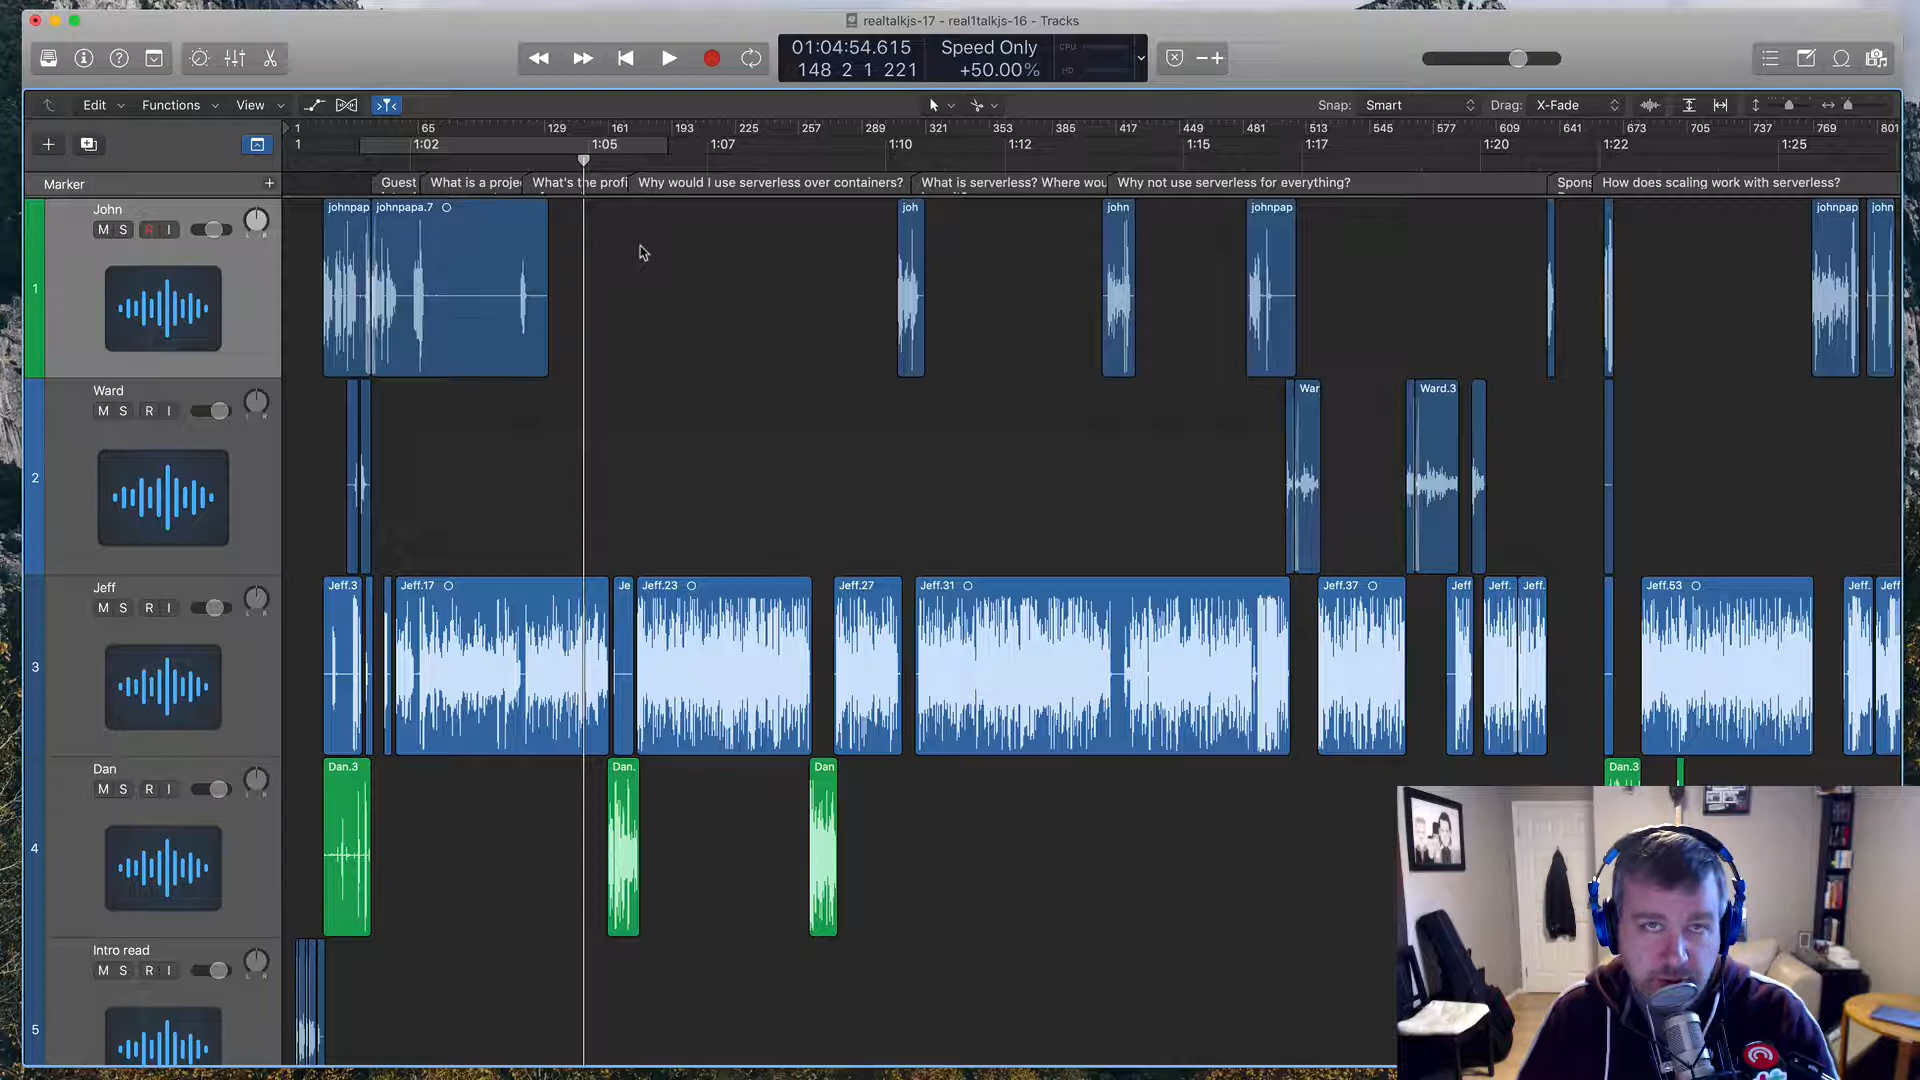 realtalkjs-17 - real1talkjs-16 - Tracks
01:04:54.615 Speed Only CPU
148 2 1 221 +50.00% HD
Edit Functions View Snap: Smart Drag: X-Fade
1 65 129 161 193 225 257 289 321 353 385 417 449 481 513 545 577 609 641 673 705 737 769 801
1 1:02 1:05 1:07 1:10 1:12 1:15 1:17 1:20 1:22 1:25
Marker Guest What is a proje What's the profi Why would I use serverless over containers? What is serverless? Where wou Why not use serverless for everything? Spons How does scaling work with serverless?
John johnpap johnpapa.7 joh john johnpap johnpap john
M S R I L R
1
Ward War Ward.3
M S R I L R
2
Jeff Jeff.3 Jeff.17 Je Jeff.23 Jeff.27 Jeff.31 Jeff.37 Jeff Jeff. Jeff. Jeff.53 Jeff. Jeff
M S R I L R
3
Dan Dan.3 Dan. Dan Dan.3
M S R I L R
4
Intro read
M S R I L R
5